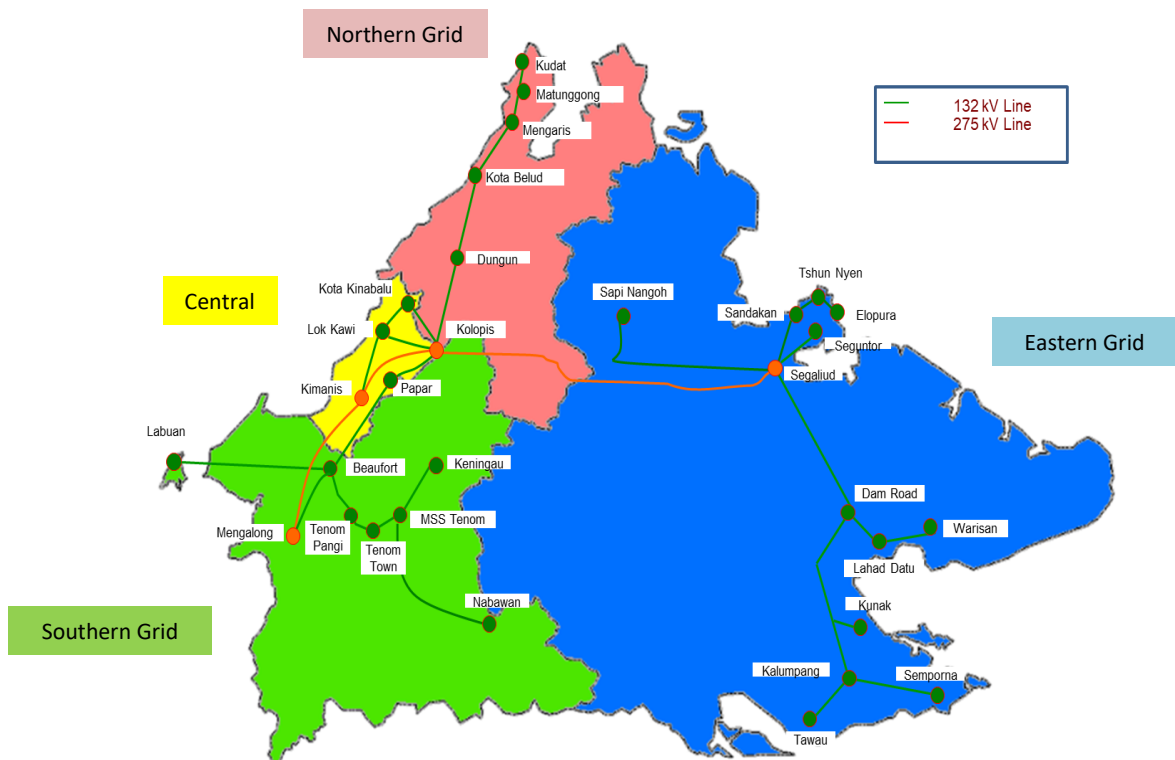 Northern Grid
Kudat
Matunggong
Mengaris
132 kV Line
275 kV Line
Kota Belud
Dungun
Central
Kota Kinabalu
Lok Kawi
Kolopis
Kimanis
Papar
Sapi Nangoh
Tshun Nyen
Sandakan
Elopura
Seguntor
Segaliud
Eastern Grid
Labuan
Beaufort
Keningau
Mengalong
Tenom
Pangi
Tenom
Town
MSS Tenom
Nabawan
Southern Grid
Dam Road
Warisan
Lahad Datu
Kunak
Kalumpang
Semporna
Tawau